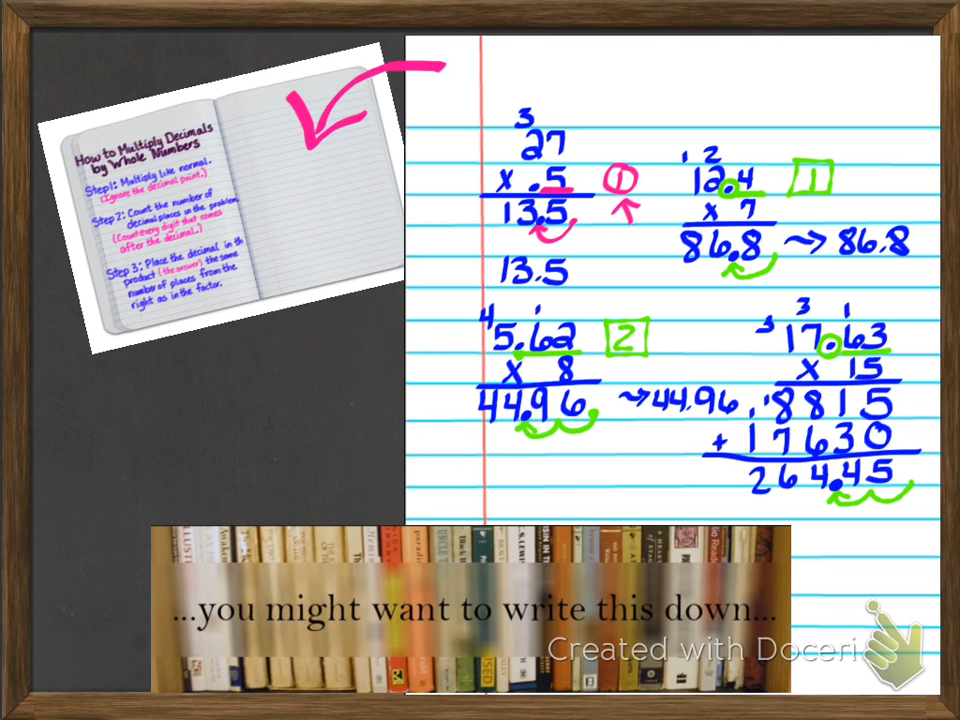 How to Multiply Decimals
by Whole Numbers
Step 1: Multiply like normal.
(Ignore the decimal point.)
Step 2: Count the number of
decimal places in the problem.
(Count every digit that comes
after the decimal.)
Step 3: Place the decimal in the
product (the answer) the same
number of places from the
right as in the factor.
3
27
x .5 1
13.5
13.5
1 2
12.4 1
x 7
86.8 ~> 86.8
4 1
5.62 2
x 8
44.96. ~> 44.96
3 3 1
17.63
x 15
1 1
8815
+ 17630
264.45
...you might want to write this down...
Created with Doceri